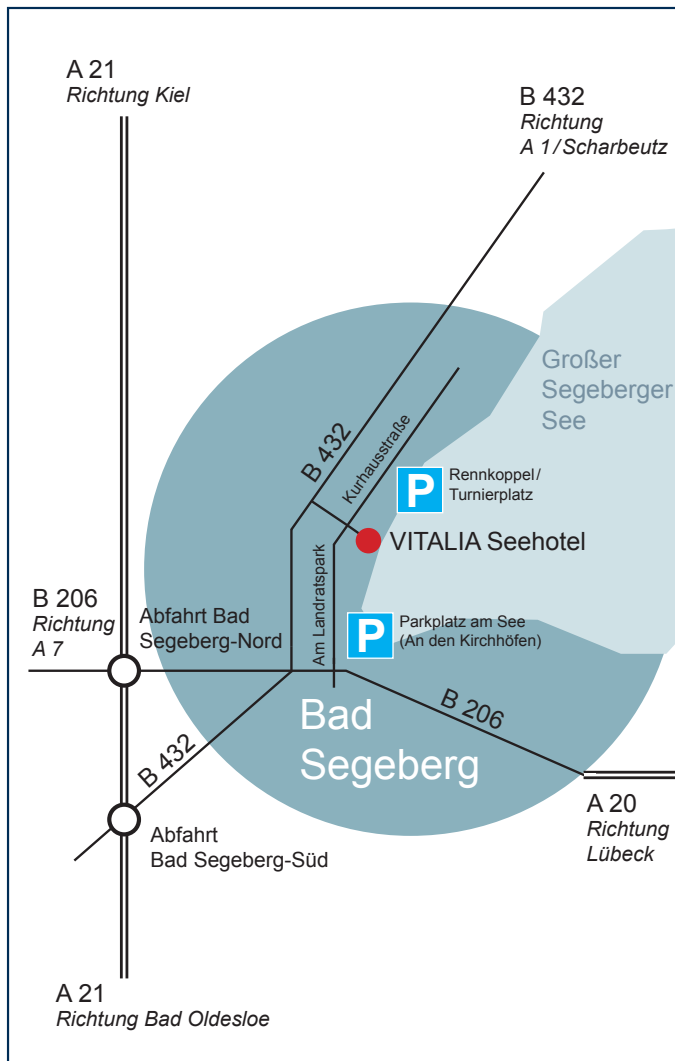 A 21
Richtung Kiel
B 432
Richtung
A 1/Scharbeutz
Großer
Segeberger
See
B 432
Kurhausstraße
P
Rennkoppel/
Turnierplatz
VITALIA Seehotel
B 206
Richtung
A 7
Abfahrt Bad
Segeberg-Nord
Am Landratspark
P
Parkplatz am See
(An den Kirchhöfen)
Bad
Segeberg
B 206
B 432
A 20
Richtung
Lübeck
Abfahrt
Bad Segeberg-Süd
A 21
Richtung Bad Oldesloe